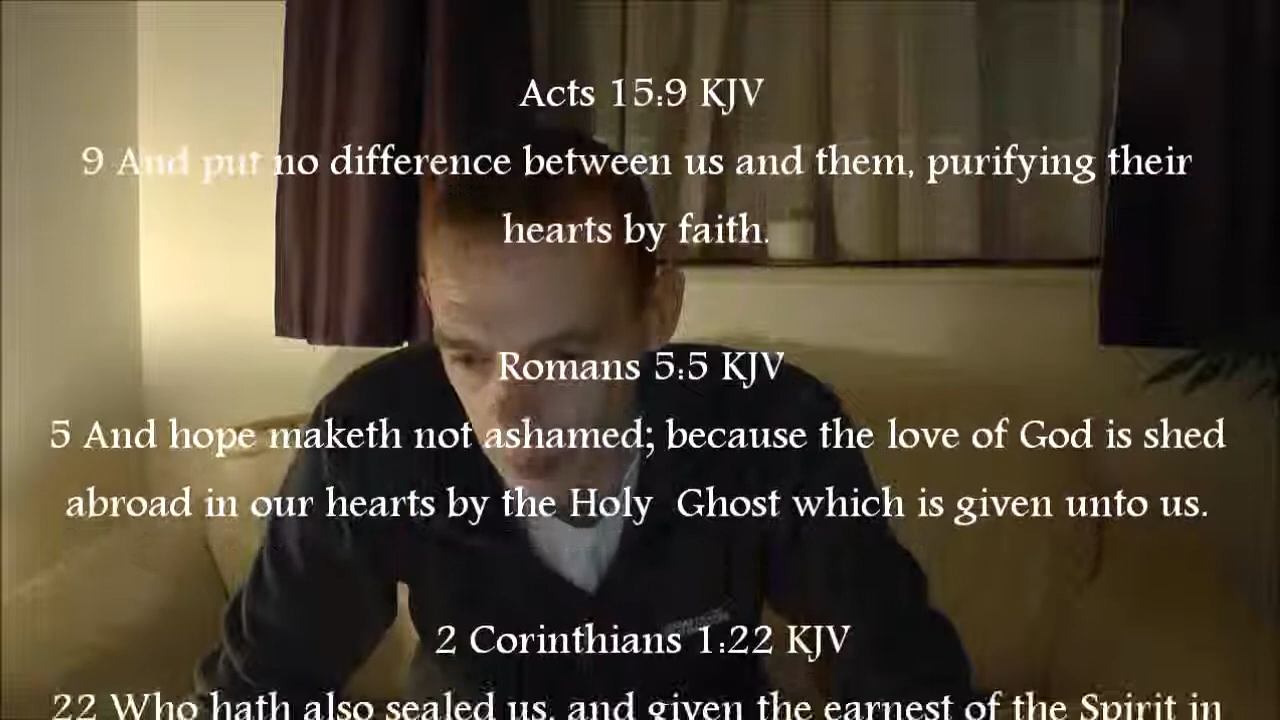 Acts 15:9 KJV
9 And put no difference between us and them, purifying their
hearts by faith.
Romans 5:5 KJV
5 And hope maketh not ashamed; because the love of God is shed
abroad in our hearts by the Holy  Ghost which is given unto us.
2 Corinthians 1:22 KJV
22 Who hath also sealed us, and given the earnest of the Spirit in